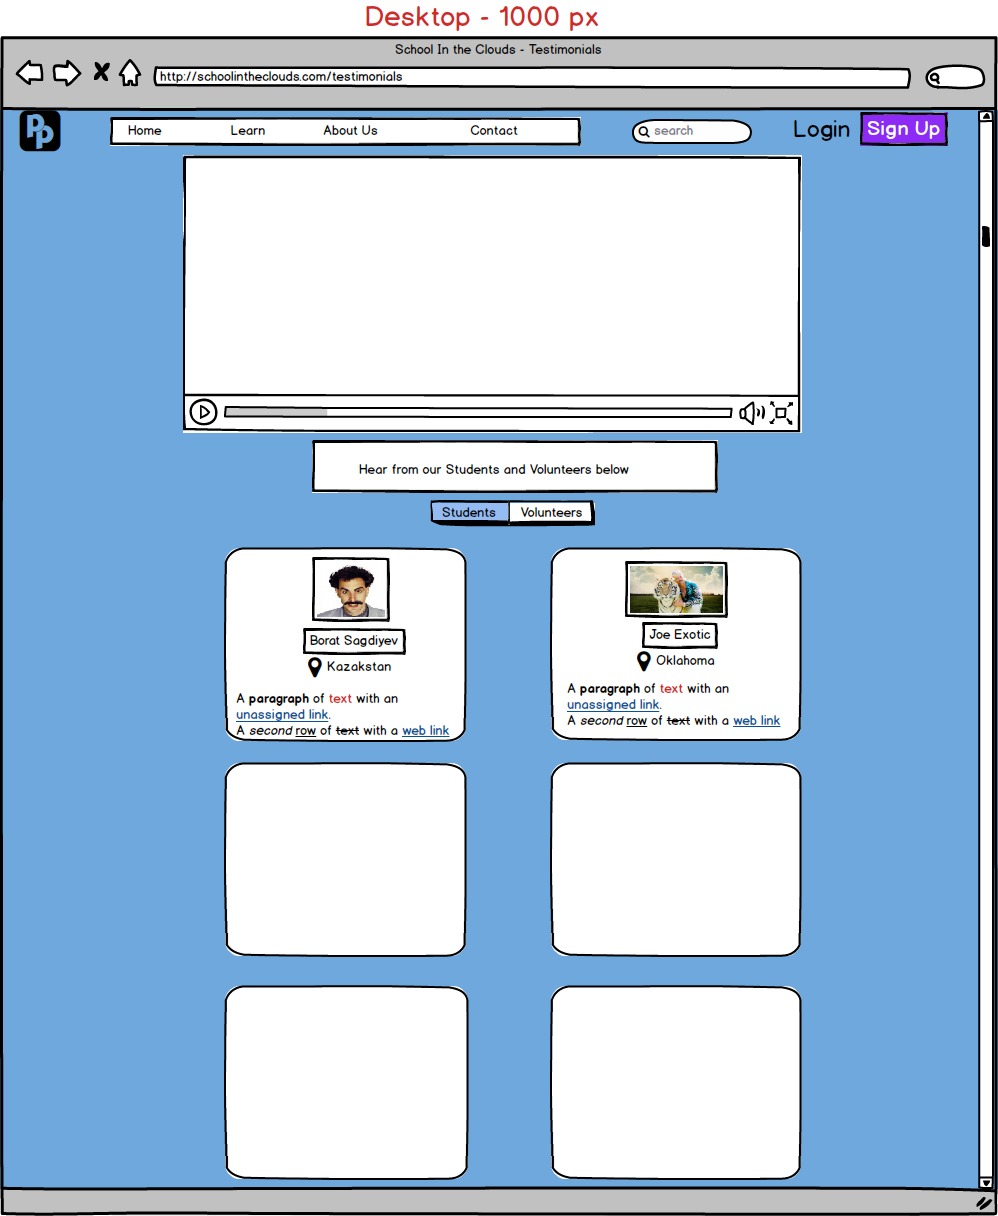 Desktop - 1000 px
School In the Clouds - Testimonials
http://schoolintheclouds.com/testimonials
Pp
Home Learn About Us Contact search Login Sign Up
Hear from our Students and Volunteers below
Students Volunteers
Borat Sagdiyev
Kazakstan
A paragraph of text with an
unassigned link.
A second row of text with a web link
Joe Exotic
Oklahoma
A paragraph of text with an
unassigned link.
A second row of text with a web link